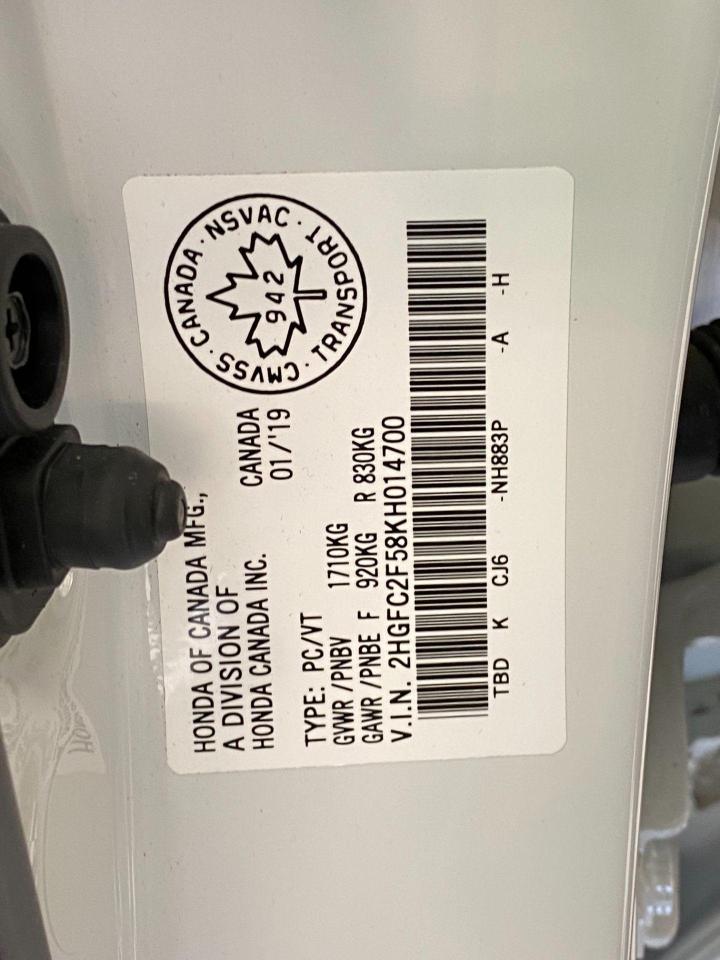 HONDA OF CANADA MFG.,
A DIVISION OF
HONDA CANADA INC.
CANADA
01/'19
CMVSS · CANADA · NSVAC · TRANSPORT ·
942
TYPE: PC/VT
GVWR /PNBV 1710KG
GAWR /PNBE F 920KG R 830KG
V.I.N. 2HGFC2F58KH014700
TBD K CJ6 -NH883P -A -H